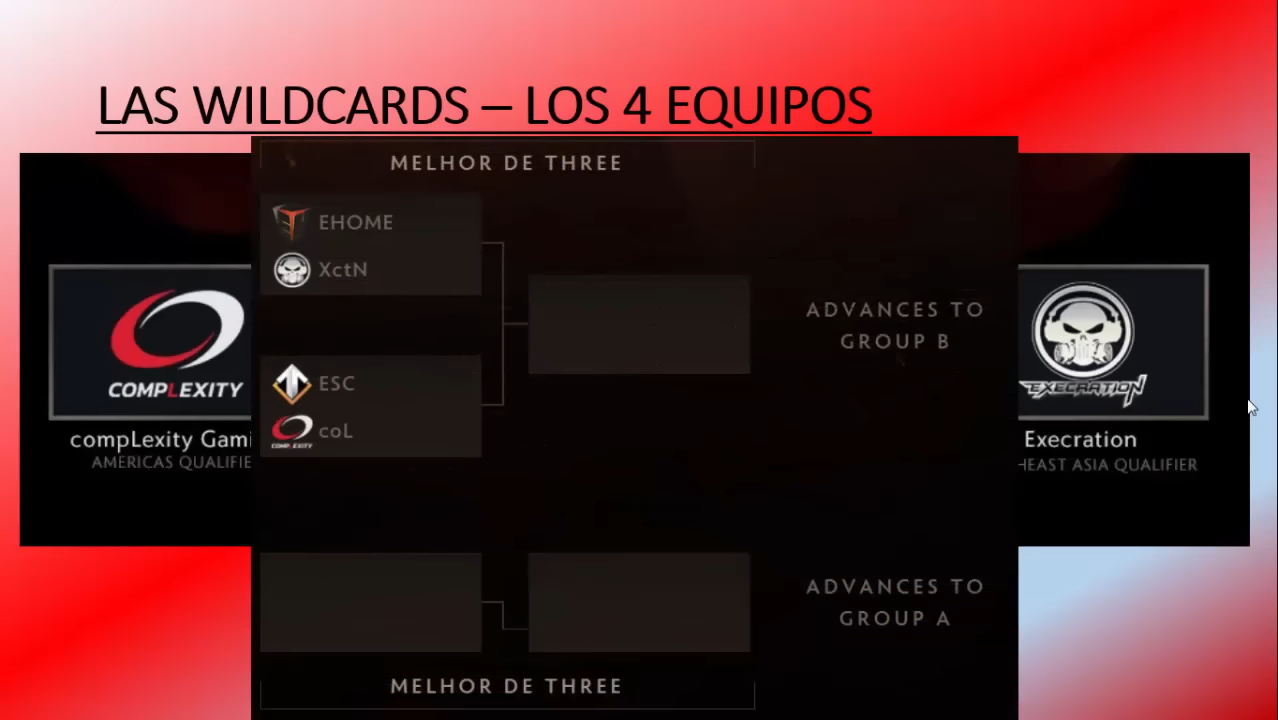 LAS WILDCARDS – LOS 4 EQUIPOS
MELHOR DE THREE
EHOME
XctN
ESC
COMPLEXITY
coL
ADVANCES TO
GROUP B
COMPLEXITY
compLexity Gami
AMERICAS QUALIFIE
EXECRATION
Execration
HEAST ASIA QUALIFIER
ADVANCES TO
GROUP A
MELHOR DE THREE